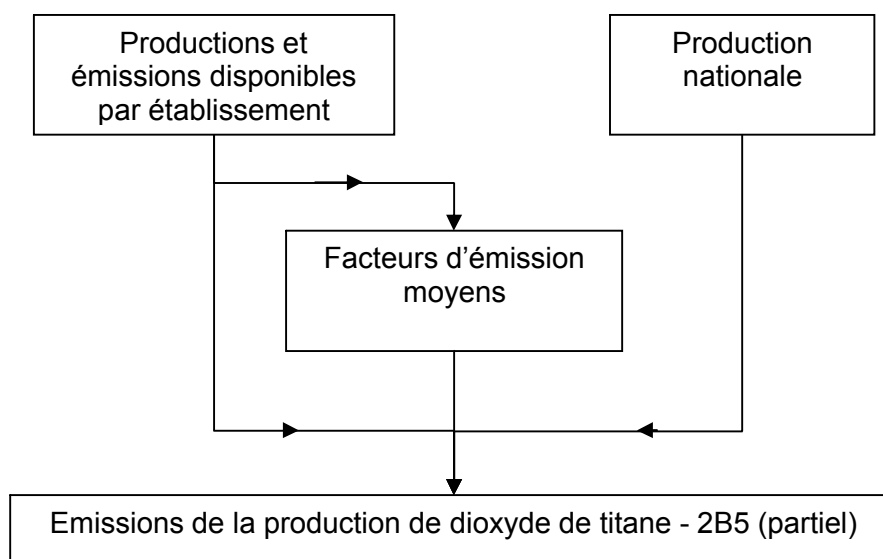 Productions et
émissions disponibles
par établissement
Production
nationale
Facteurs d’émission
moyens
Emissions de la production de dioxyde de titane - 2B5 (partiel)